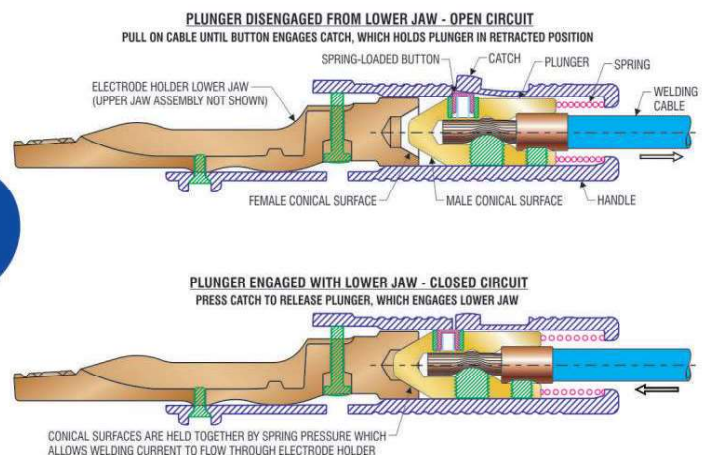 PLUNGER DISENGAGED FROM LOWER JAW - OPEN CIRCUIT
PULL ON CABLE UNTIL BUTTON ENGAGES CATCH, WHICH HOLDS PLUNGER IN RETRACTED POSITION
SPRING-LOADED BUTTON
CATCH
PLUNGER
SPRING
ELECTRODE HOLDER LOWER JAW
(UPPER JAW ASSEMBLY NOT SHOWN)
WELDING
CABLE
FEMALE CONICAL SURFACE
MALE CONICAL SURFACE
HANDLE
PLUNGER ENGAGED WITH LOWER JAW - CLOSED CIRCUIT
PRESS CATCH TO RELEASE PLUNGER, WHICH ENGAGES LOWER JAW
CONICAL SURFACES ARE HELD TOGETHER BY SPRING PRESSURE WHICH
ALLOWS WELDING CURRENT TO FLOW THROUGH ELECTRODE HOLDER